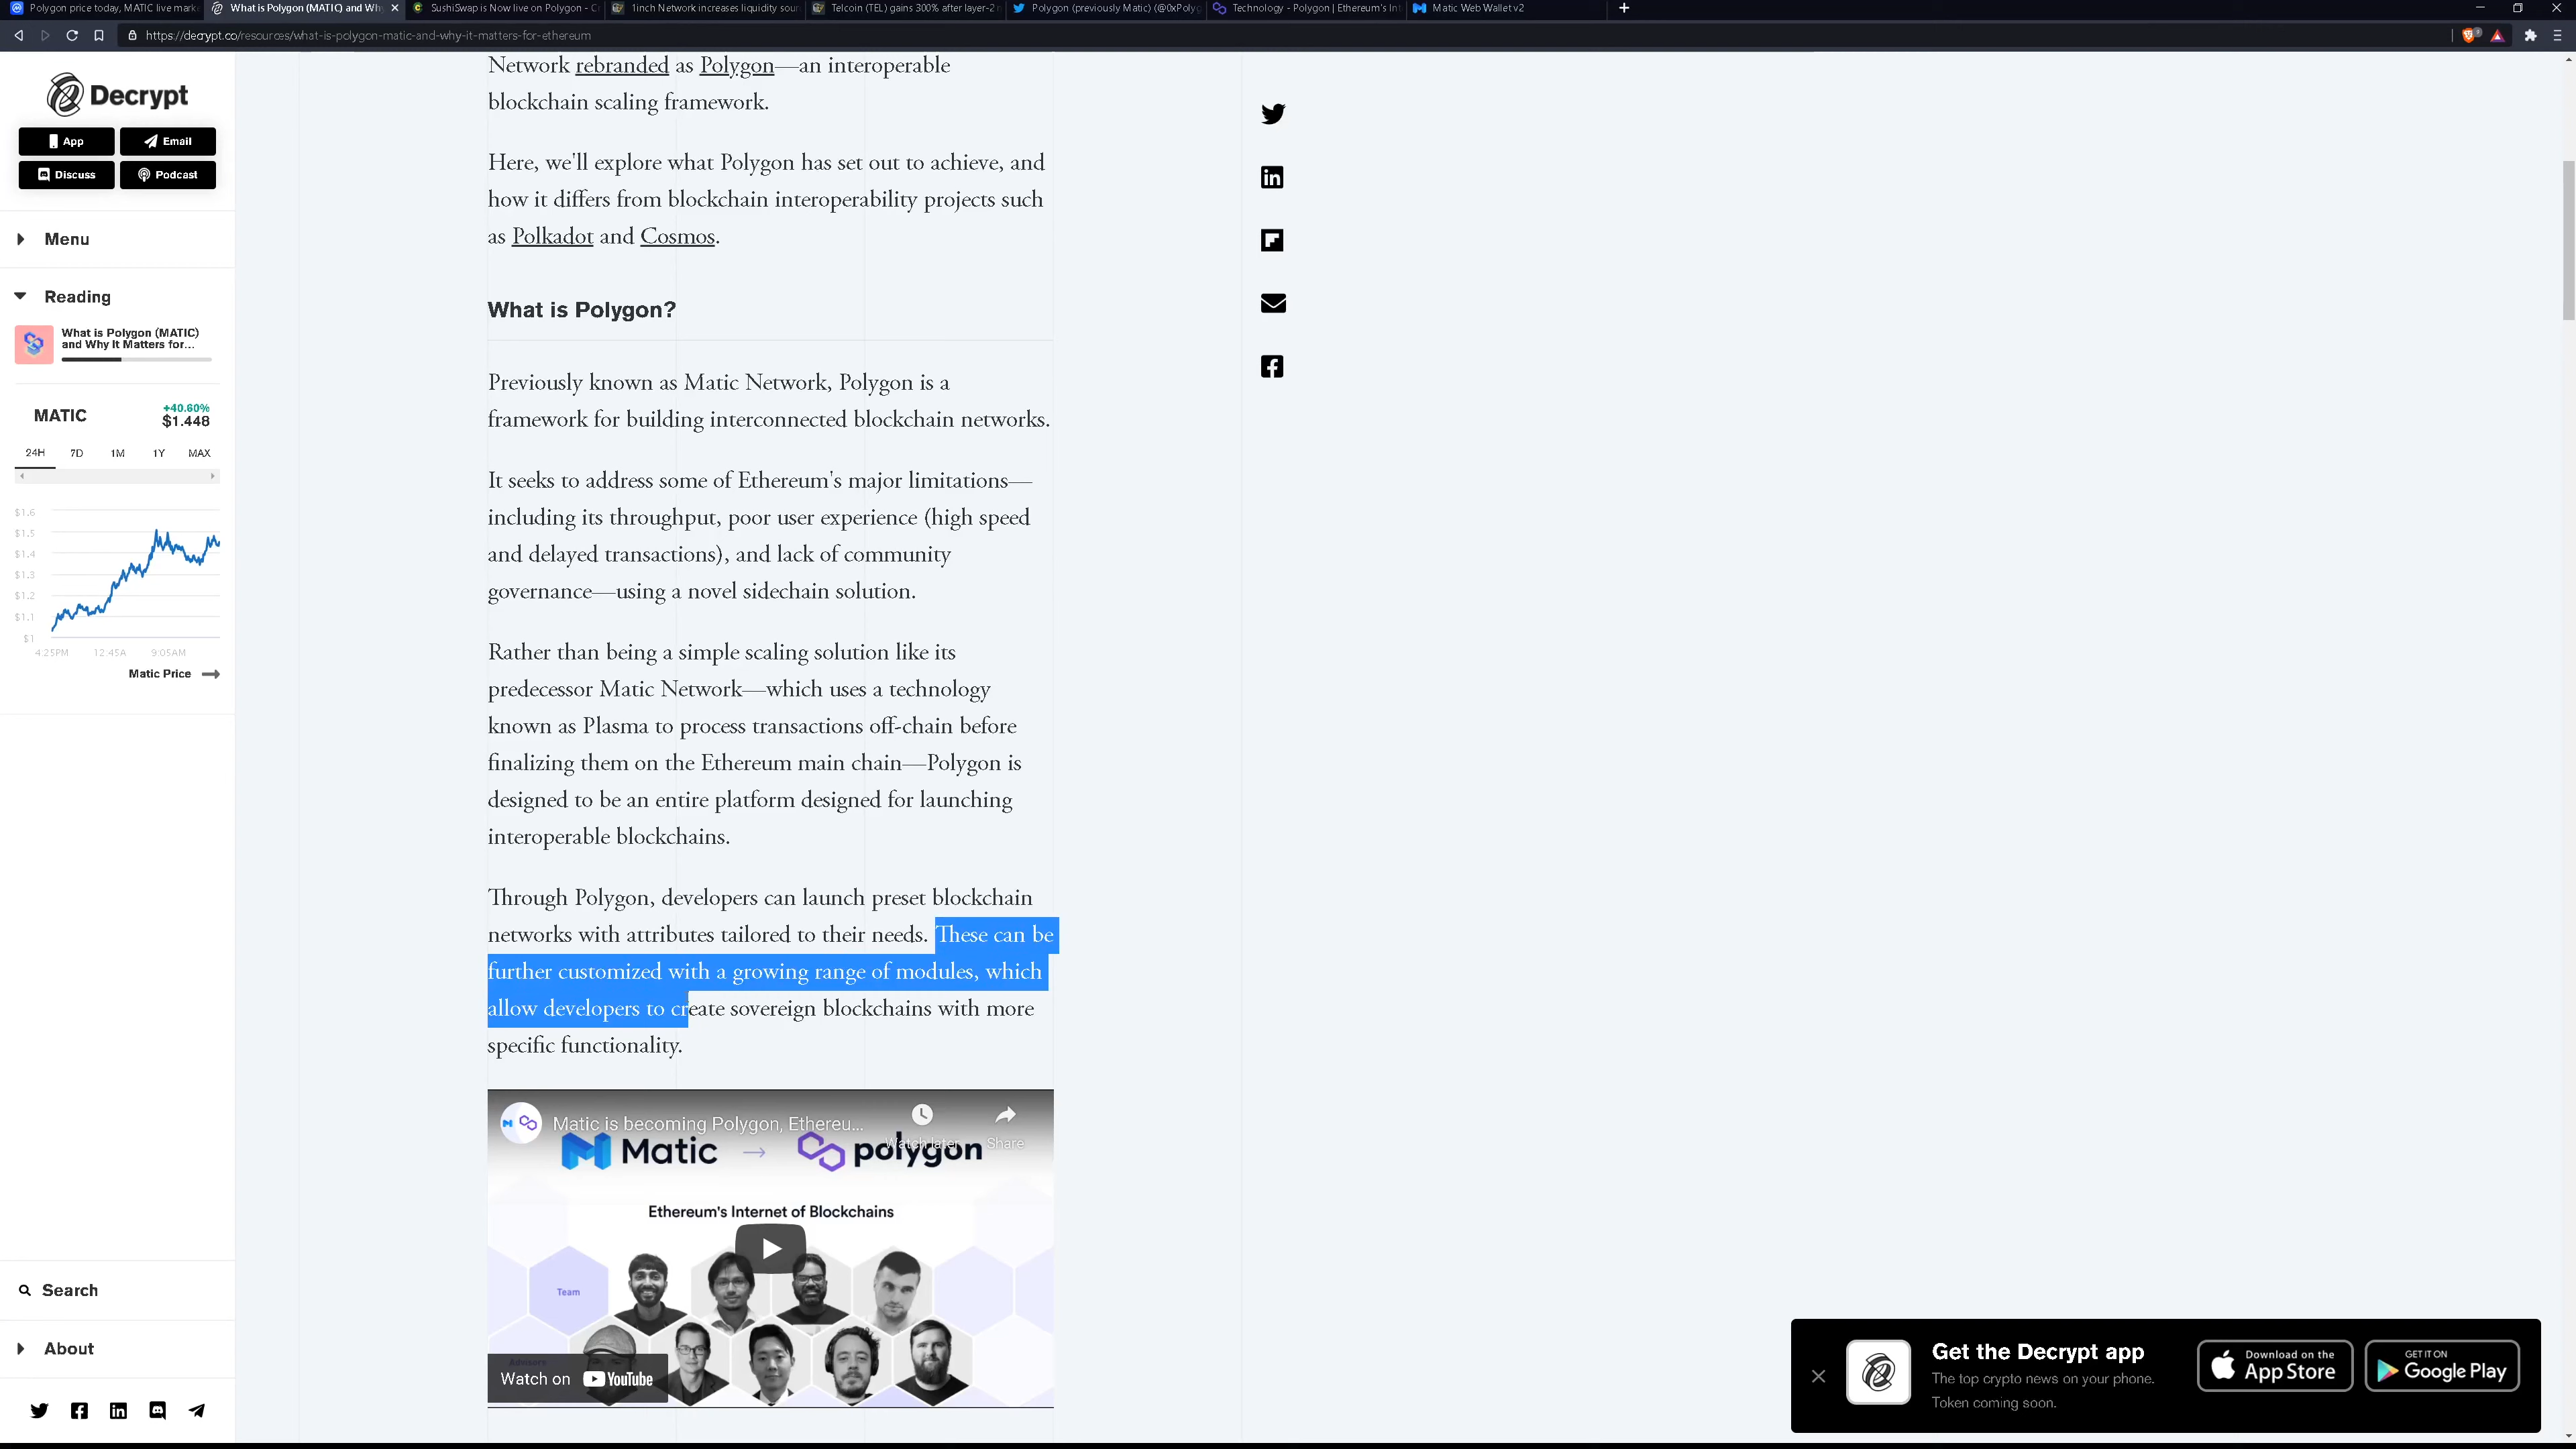 Polygon price today, MATIC live mark
What is Polygon (MATIC) and Wh
SushiSwap is Now live on Polygon - C
1inch Network increases liquidity sou
Telcoin (TEL) gains 300% after layer-2
Polygon (previously Matic) (@0xPolyg
Technology - Polygon | Ethereum's Int
Matic Web Wallet v2
https://decrypt.co/resources/what-is-polygon-matic-and-why-it-matters-for-ethereum
Decrypt
App
Email
Discuss
Podcast
Menu
Reading
What is Polygon (MATIC)
and Why It Matters for...
MATIC
+40.60%
$1.448
24H 7D 1M 1Y MAX
$1.6
$1.5
$1.4
$1.3
$1.2
$1.1
$1
4:25PM 12:45A 9:05AM
Matic Price
Search
About
Network rebranded as Polygon—an interoperable
blockchain scaling framework.
Here, we'll explore what Polygon has set out to achieve, and
how it differs from blockchain interoperability projects such
as Polkadot and Cosmos.
What is Polygon?
Previously known as Matic Network, Polygon is a
framework for building interconnected blockchain networks.
It seeks to address some of Ethereum's major limitations—
including its throughput, poor user experience (high speed
and delayed transactions), and lack of community
governance—using a novel sidechain solution.
Rather than being a simple scaling solution like its
predecessor Matic Network—which uses a technology
known as Plasma to process transactions off-chain before
finalizing them on the Ethereum main chain—Polygon is
designed to be an entire platform designed for launching
interoperable blockchains.
Through Polygon, developers can launch preset blockchain
networks with attributes tailored to their needs. These can be
further customized with a growing range of modules, which
allow developers to create sovereign blockchains with more
specific functionality.
Matic is becoming Polygon, Ethereu...
Watch later
Share
Matic → polygon
Ethereum's Internet of Blockchains
Team
Advisors
Watch on YouTube
Get the Decrypt app
The top crypto news on your phone.
Token coming soon.
Download on the
App Store
GET IT ON
Google Play